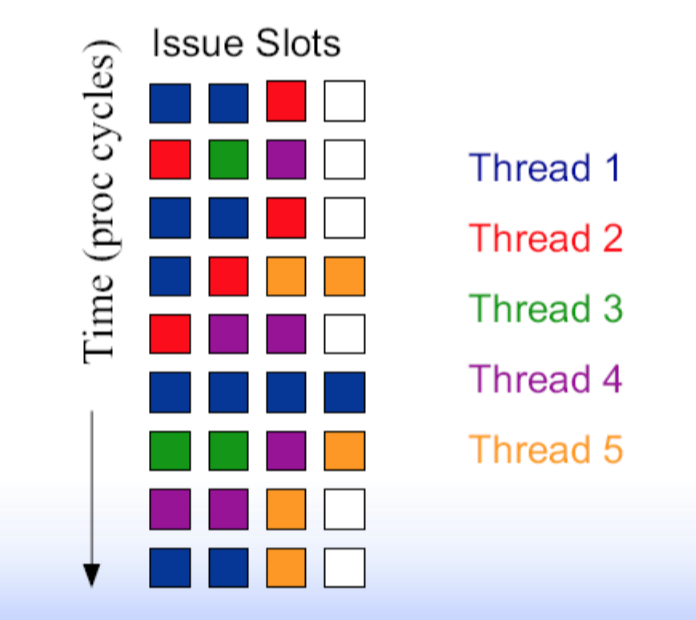 Issue Slots
Time (proc cycles)
Thread 1
Thread 2
Thread 3
Thread 4
Thread 5